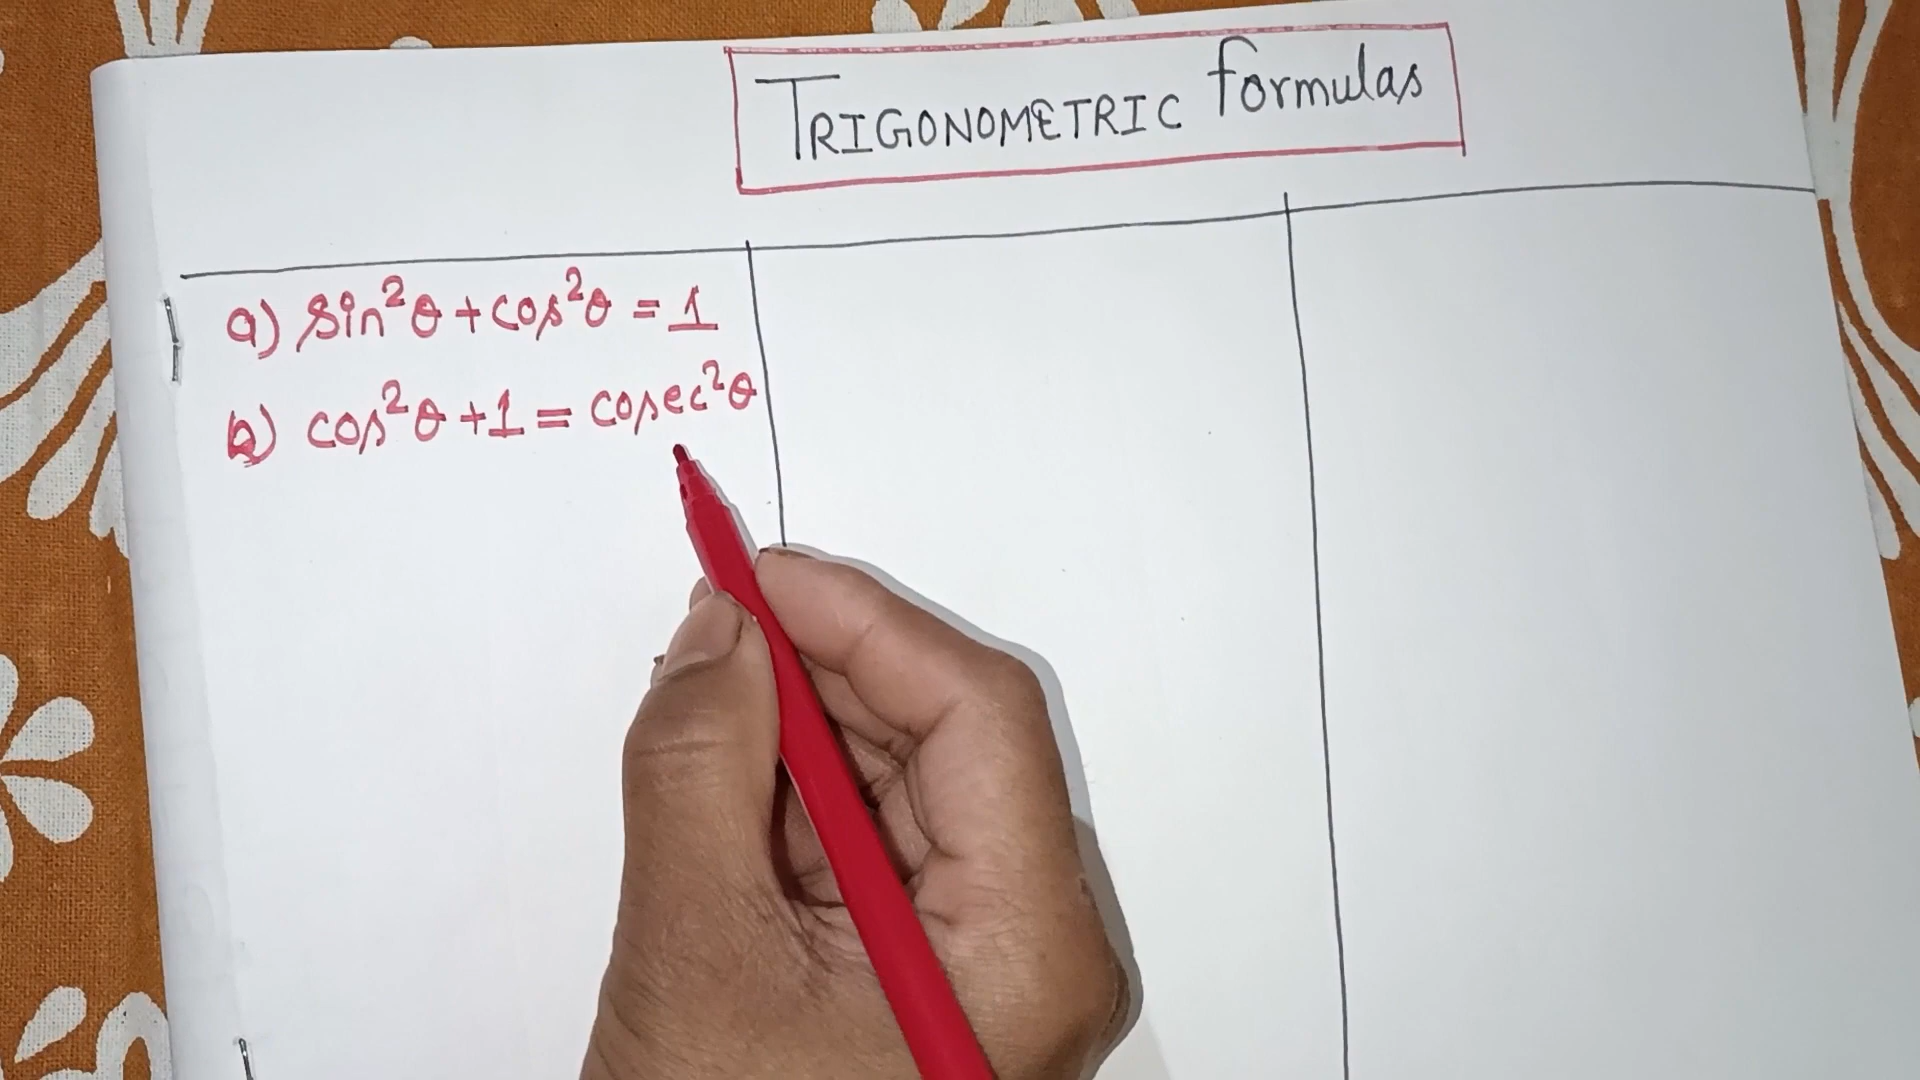 TRIGONOMETRIC formulas
a) sin²θ + cos²θ = 1
b) cos²θ + 1 = cosec²θ